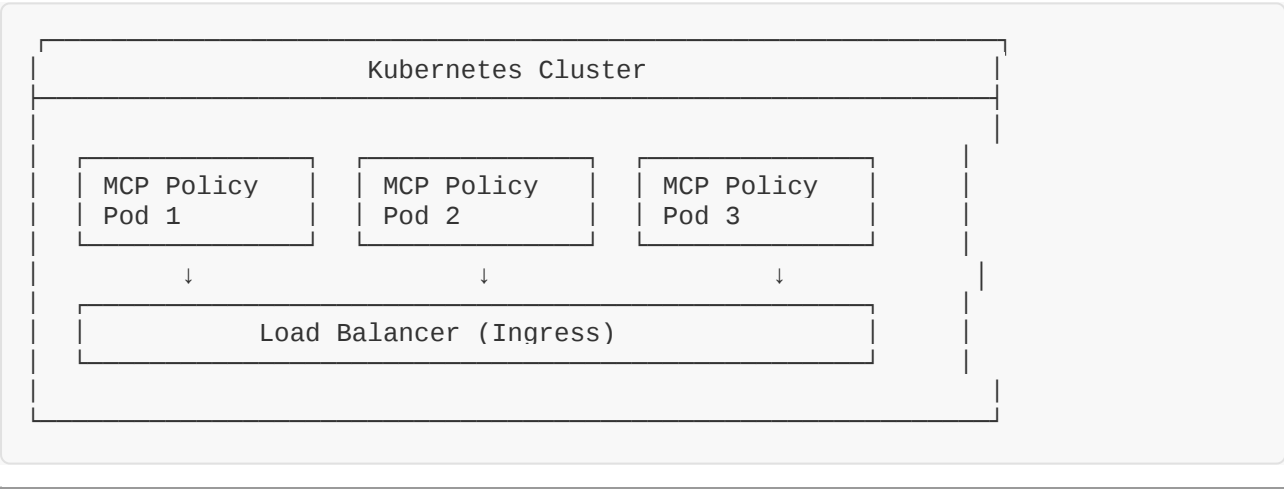 Kubernetes Cluster
MCP Policy MCP Policy MCP Policy
Pod 1 Pod 2 Pod 3
↓ ↓ ↓
Load Balancer (Ingress)